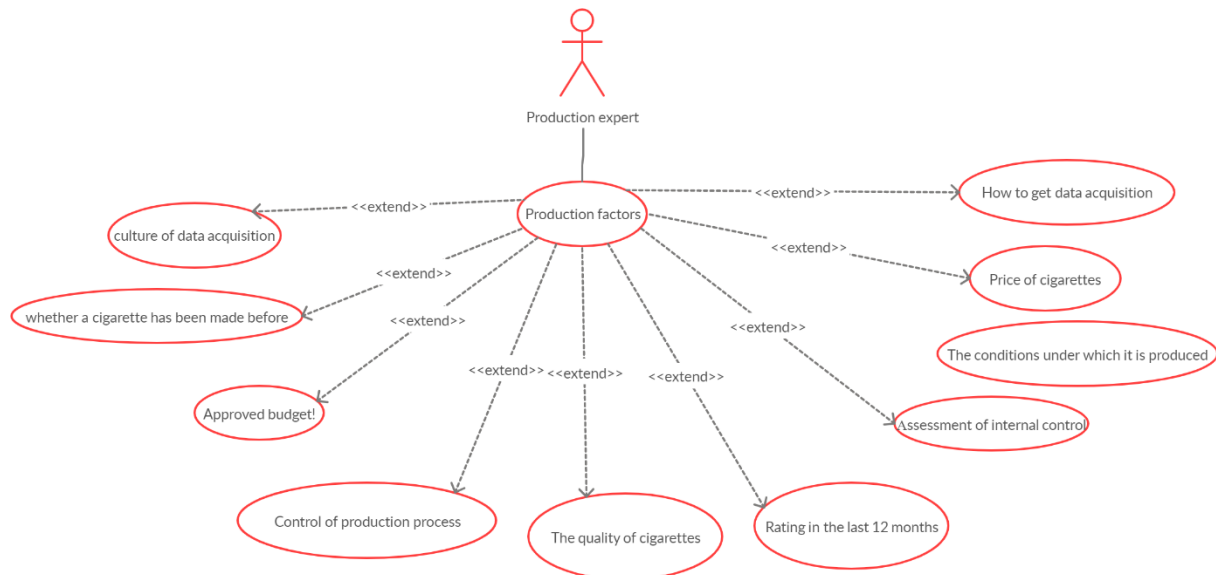 Production expert
How to get data acquisition
<<extend>>
<<extend>>
Production factors
culture of data acquisition
<<extend>>
<<extend>>
Price of cigarettes
whether a cigarette has been made before
<<extend>>
<<extend>>
The conditions under which it is produced
<<extend>>
<<extend>>
<<extend>>
Approved budget!
Assessment of internal control
Control of production process
Rating in the last 12 months
The quality of cigarettes